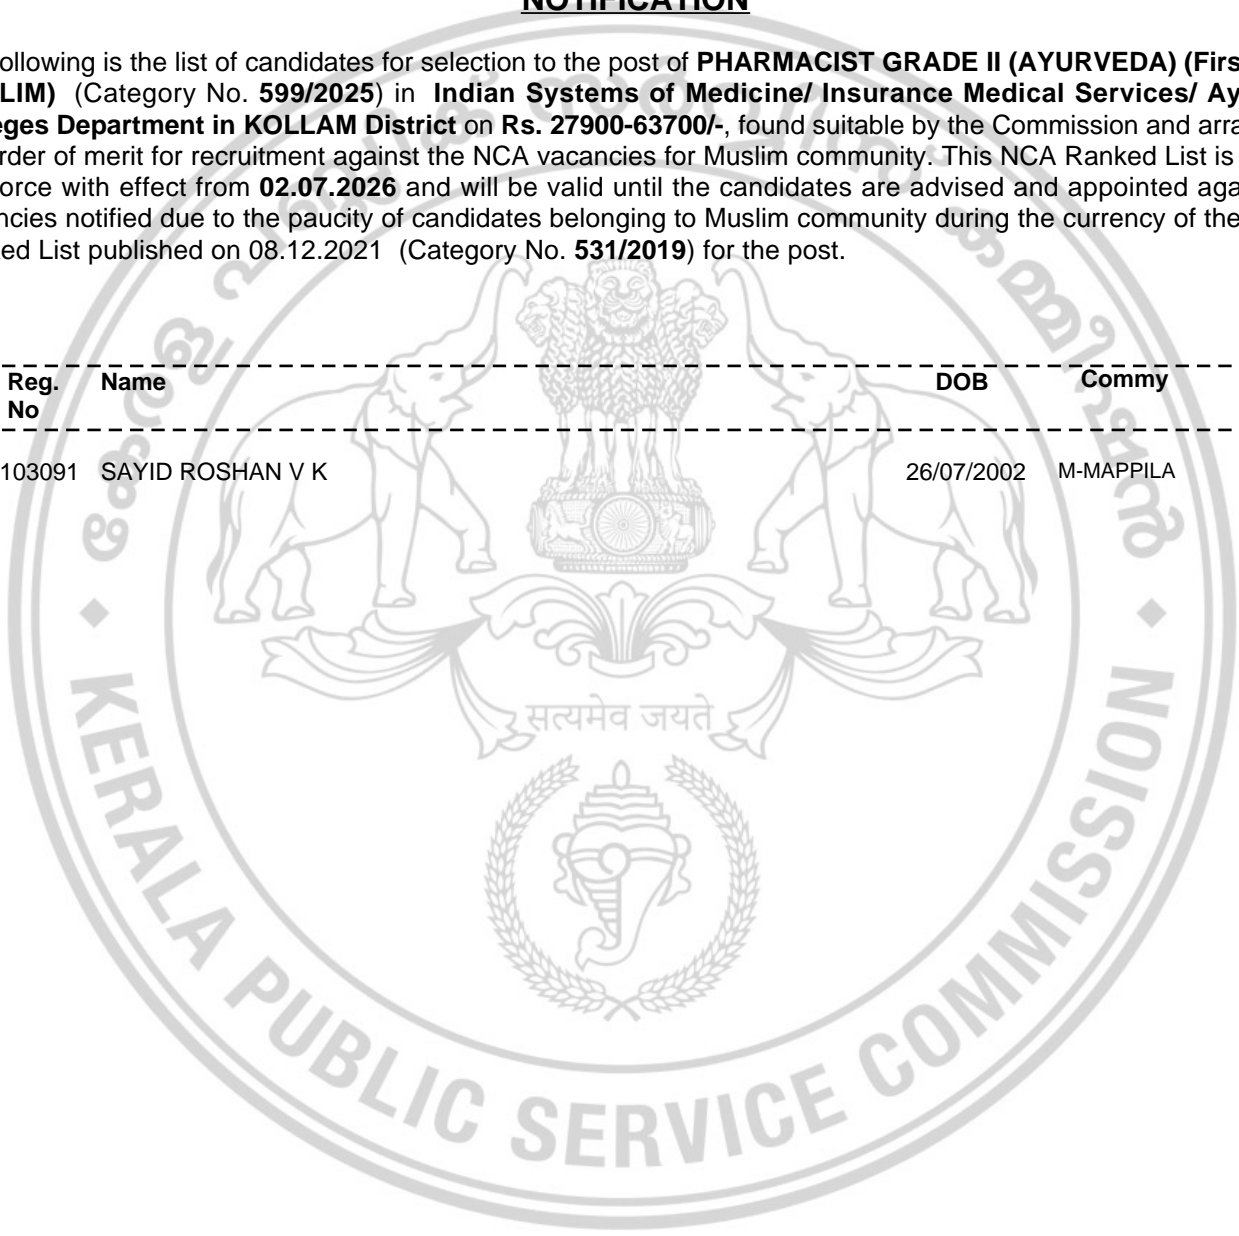 NOTIFICATION
ollowing is the list of candidates for selection to the post of PHARMACIST GRADE II (AYURVEDA) (Firs
LIM) (Category No. 599/2025) in Indian Systems of Medicine/ Insurance Medical Services/ Ay
eges Department in KOLLAM District on Rs. 27900-63700/-, found suitable by the Commission and arra
rder of merit for recruitment against the NCA vacancies for Muslim community. This NCA Ranked List is
orce with effect from 02.07.2026 and will be valid until the candidates are advised and appointed aga
ncies notified due to the paucity of candidates belonging to Muslim community during the currency of the
ed List published on 08.12.2021 (Category No. 531/2019) for the post.
Reg. No Name DOB Commy
103091 SAYID ROSHAN V K 26/07/2002 M-MAPPILA
കേരള പബ്ലിക് സർവീസ് കമ്മീഷൻ
सत्यमेव जयते
KERALA PUBLIC SERVICE COMMISSION